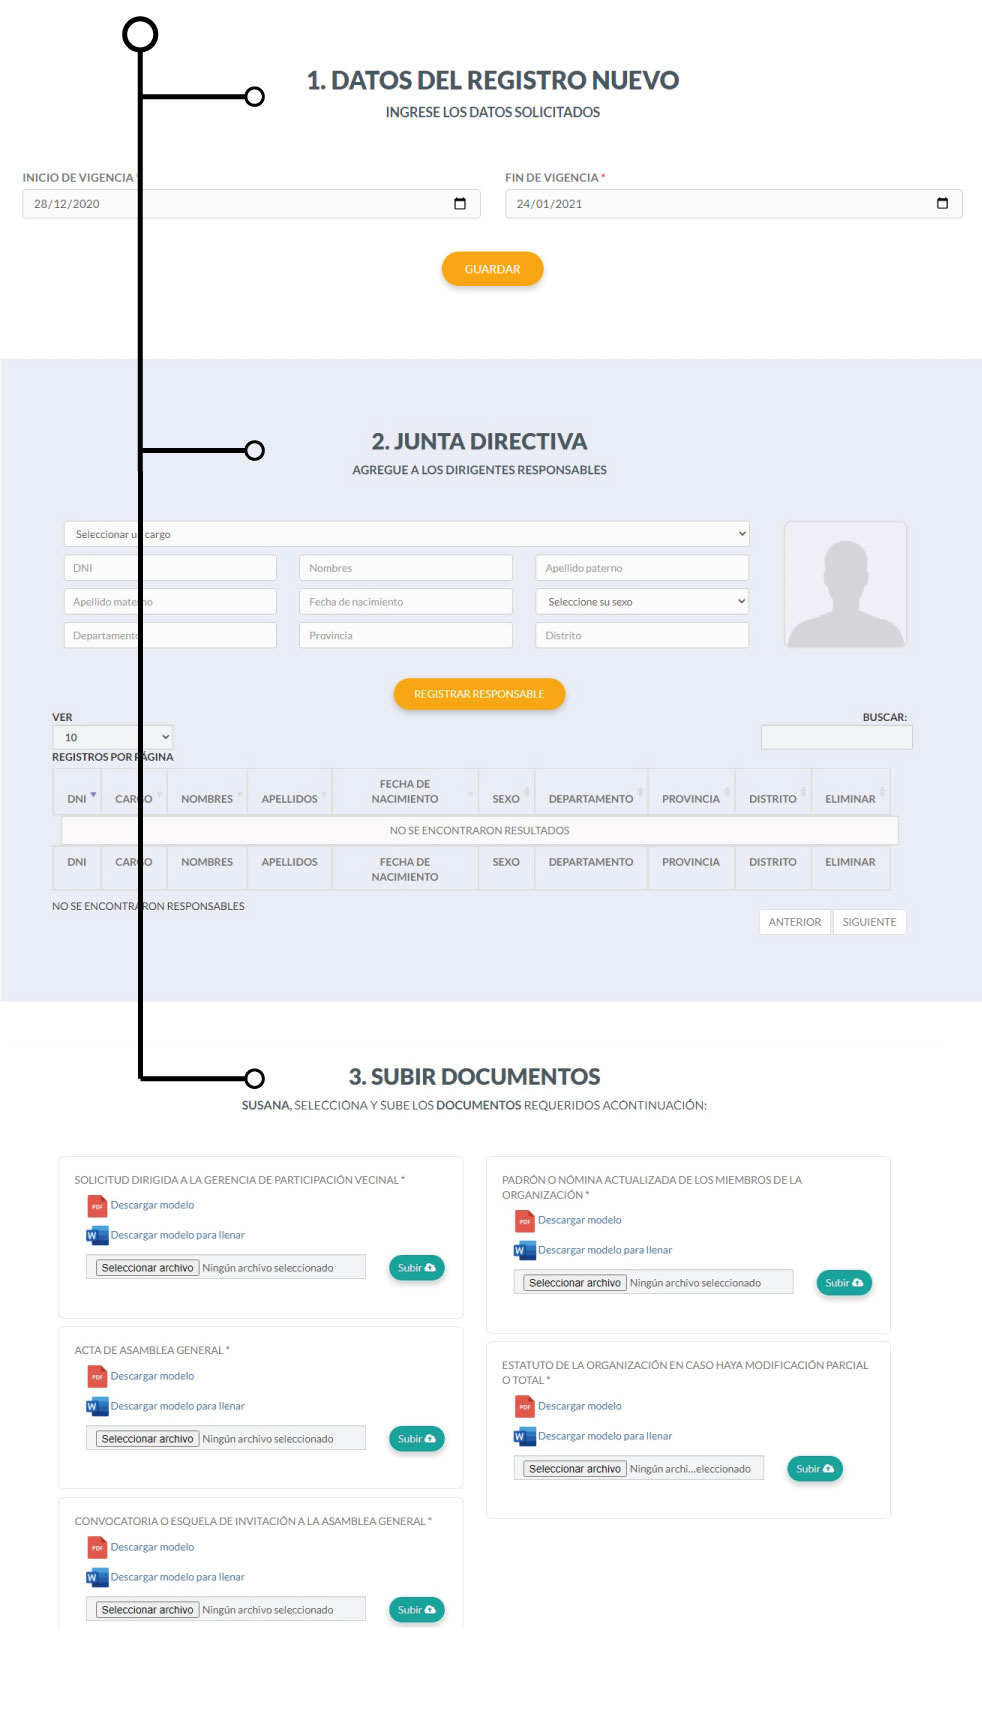 1. DATOS DEL REGISTRO NUEVO
INGRESE LOS DATOS SOLICITADOS
INICIO DE VIGENCIA *
FIN DE VIGENCIA *
28/12/2020
24/01/2021
GUARDAR
2. JUNTA DIRECTIVA
AGREGUE A LOS DIRIGENTES RESPONSABLES
Seleccionar un cargo
DNI
Nombres
Apellido paterno
Apellido materno
Fecha de nacimiento
Seleccione su sexo
Departamento
Provincia
Distrito
REGISTRAR RESPONSABLE
VER
BUSCAR:
10
REGISTROS POR PÁGINA
DNI CARGO NOMBRES APELLIDOS FECHA DE NACIMIENTO SEXO DEPARTAMENTO PROVINCIA DISTRITO ELIMINAR
NO SE ENCONTRARON RESULTADOS
DNI CARGO NOMBRES APELLIDOS FECHA DE NACIMIENTO SEXO DEPARTAMENTO PROVINCIA DISTRITO ELIMINAR
NO SE ENCONTRARON RESPONSABLES
ANTERIOR SIGUIENTE
3. SUBIR DOCUMENTOS
SUSANA, SELECCIONA Y SUBE LOS DOCUMENTOS REQUERIDOS ACONTINUACIÓN:
SOLICITUD DIRIGIDA A LA GERENCIA DE PARTICIPACIÓN VECINAL *
PDF Descargar modelo
W Descargar modelo para llenar
Seleccionar archivo Ningún archivo seleccionado
Subir
ACTA DE ASAMBLEA GENERAL *
PDF Descargar modelo
W Descargar modelo para llenar
Seleccionar archivo Ningún archivo seleccionado
Subir
CONVOCATORIA O ESQUELA DE INVITACIÓN A LA ASAMBLEA GENERAL *
PDF Descargar modelo
W Descargar modelo para llenar
Seleccionar archivo Ningún archivo seleccionado
Subir
PADRÓN O NÓMINA ACTUALIZADA DE LOS MIEMBROS DE LA
ORGANIZACIÓN *
PDF Descargar modelo
W Descargar modelo para llenar
Seleccionar archivo Ningún archivo seleccionado
Subir
ESTATUTO DE LA ORGANIZACIÓN EN CASO HAYA MODIFICACIÓN PARCIAL
O TOTAL *
PDF Descargar modelo
W Descargar modelo para llenar
Seleccionar archivo Ningún archi...eleccionado
Subir